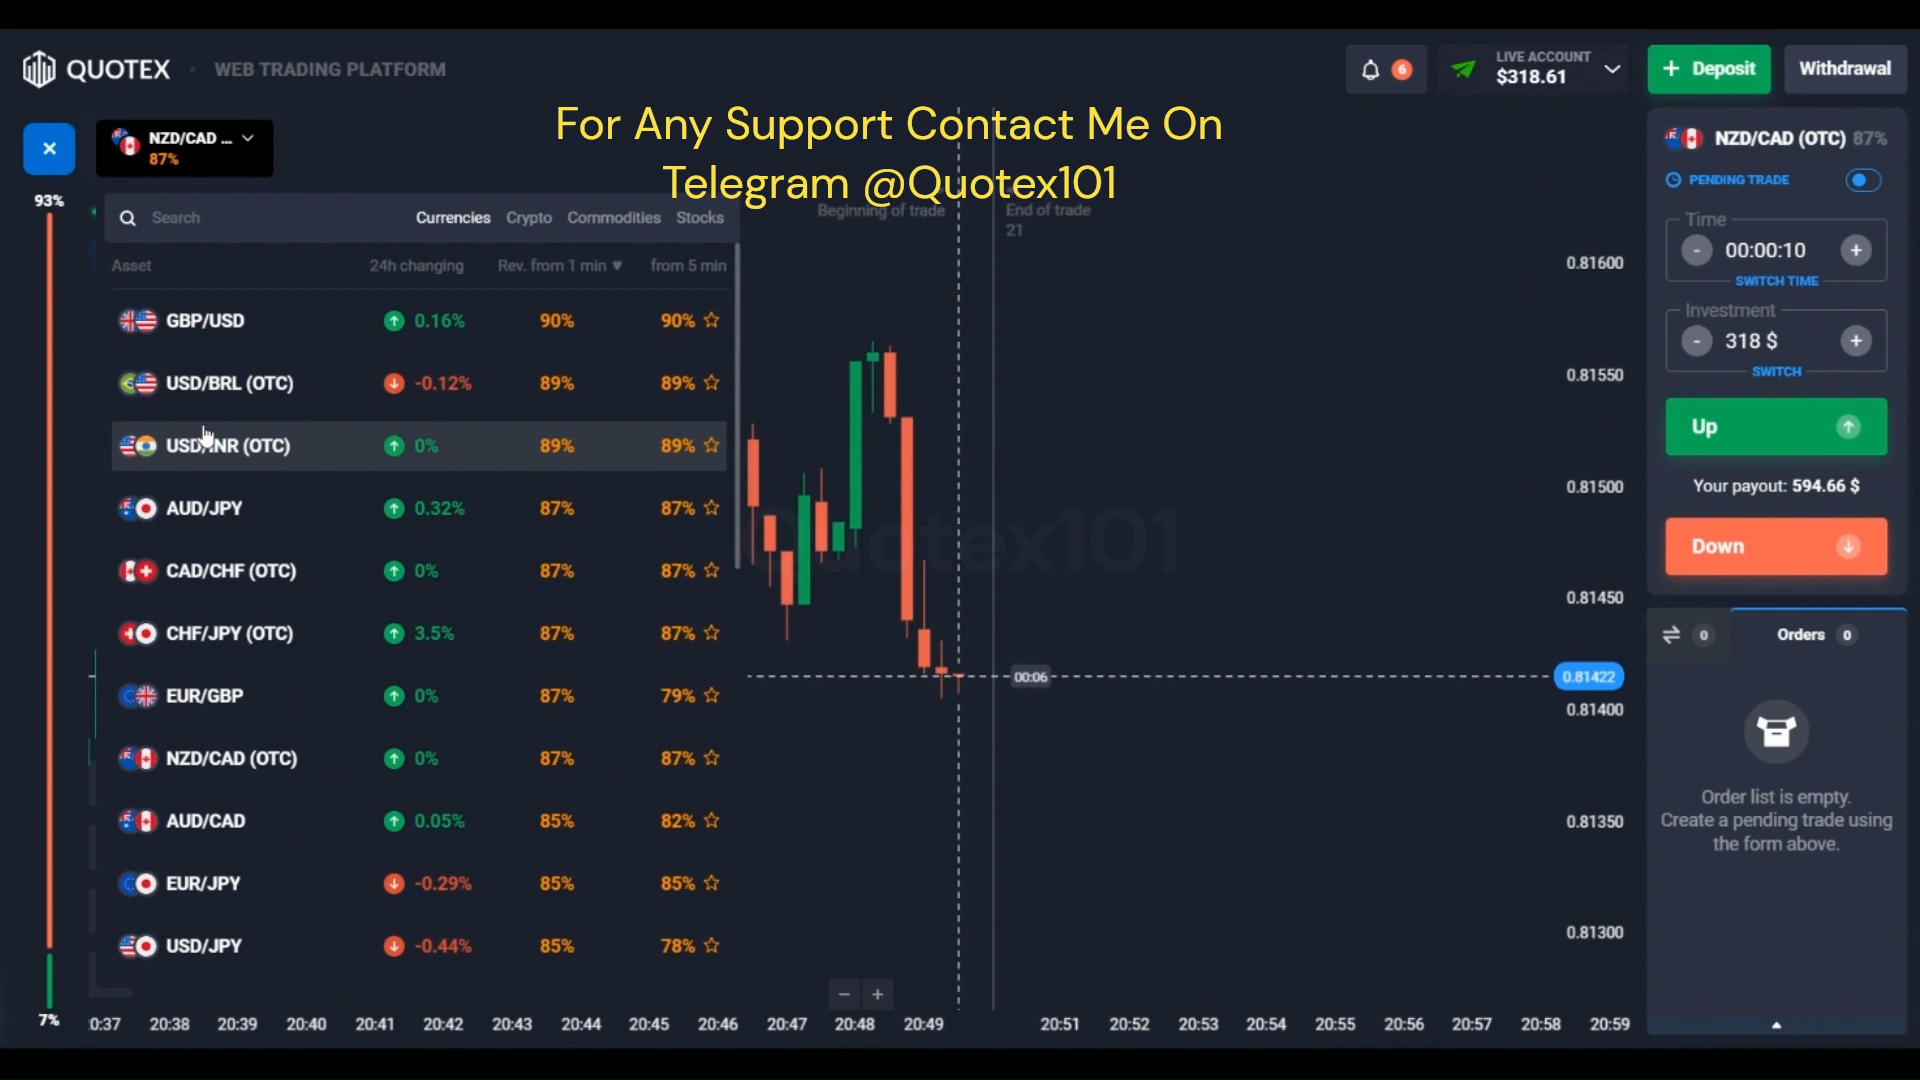 QUOTEX
WEB TRADING PLATFORM
6
LIVE ACCOUNT
$318.61
+ Deposit
Withdrawal
For Any Support Contact Me On
Telegram @Quotex101
NZD/CAD ...
87%
93%
7%
Search
Currencies Crypto Commodities Stocks
Asset 24h changing Rev. from 1 min from 5 min
GBP/USD 0.16% 90% 90%
USD/BRL (OTC) -0.12% 89% 89%
USD/INR (OTC) 0% 89% 89%
AUD/JPY 0.32% 87% 87%
CAD/CHF (OTC) 0% 87% 87%
CHF/JPY (OTC) 3.5% 87% 87%
EUR/GBP 0% 87% 79%
NZD/CAD (OTC) 0% 87% 87%
AUD/CAD 0.05% 85% 82%
EUR/JPY -0.29% 85% 85%
USD/JPY -0.44% 85% 78%
Beginning of trade
End of trade
21
Quotex101
00:06
0.81600
0.81550
0.81500
0.81450
0.81422
0.81400
0.81350
0.81300
- +
:0:37 20:38 20:39 20:40 20:41 20:42 20:43 20:44 20:45 20:46 20:47 20:48 20:49 20:51 20:52 20:53 20:54 20:55 20:56 20:57 20:58 20:59
NZD/CAD (OTC) 87%
PENDING TRADE
Time
- 00:00:10 +
SWITCH TIME
Investment
- 318 $ +
SWITCH
Up
Your payout: 594.66 $
Down
0
Orders 0
Order list is empty.
Create a pending trade using
the form above.